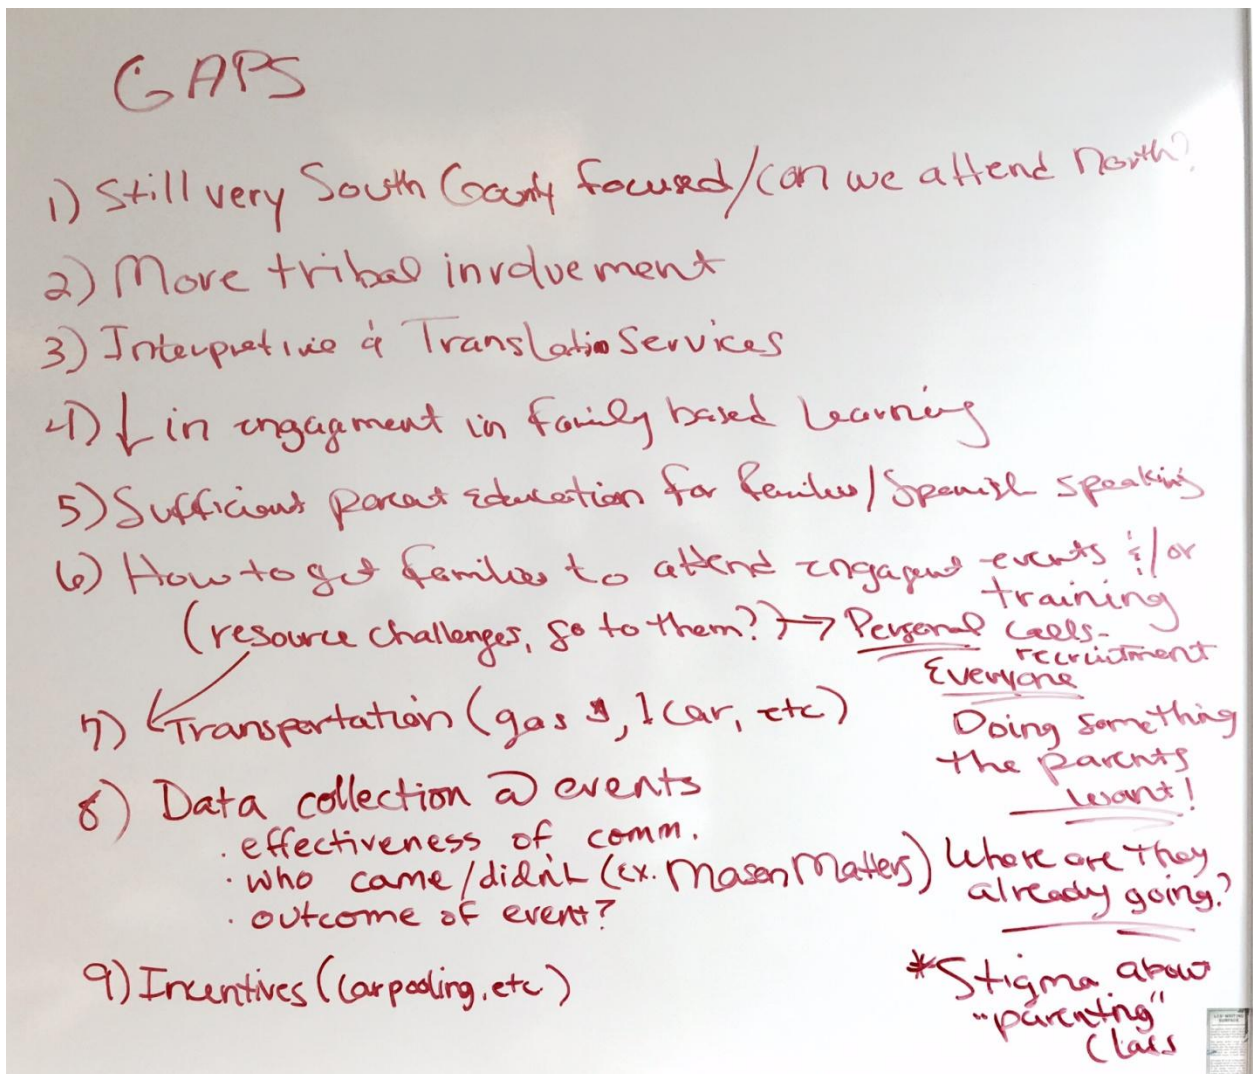 GAPS
1) Still very South County focused/can we attend North?
2) More tribal involvement
3) Interpretive & Translation Services
4) ↓ in engagement in family based Learning
5) Sufficient parent education for families/Spanish speaking
6) How to get families to attend engagement events &/or
training
(resource challenges, go to them?) → Personal calls-
recruitment
Everyone
7) Transportation (gas $, 1 car, etc)
Doing something
the parents
want!
8) Data collection @ events
· effectiveness of comm.
· who came/didn't (ex. Mason Matters)
· outcome of event?
Where are they
already going?
9) Incentives (carpooling, etc)
*Stigma about
"parenting"
class